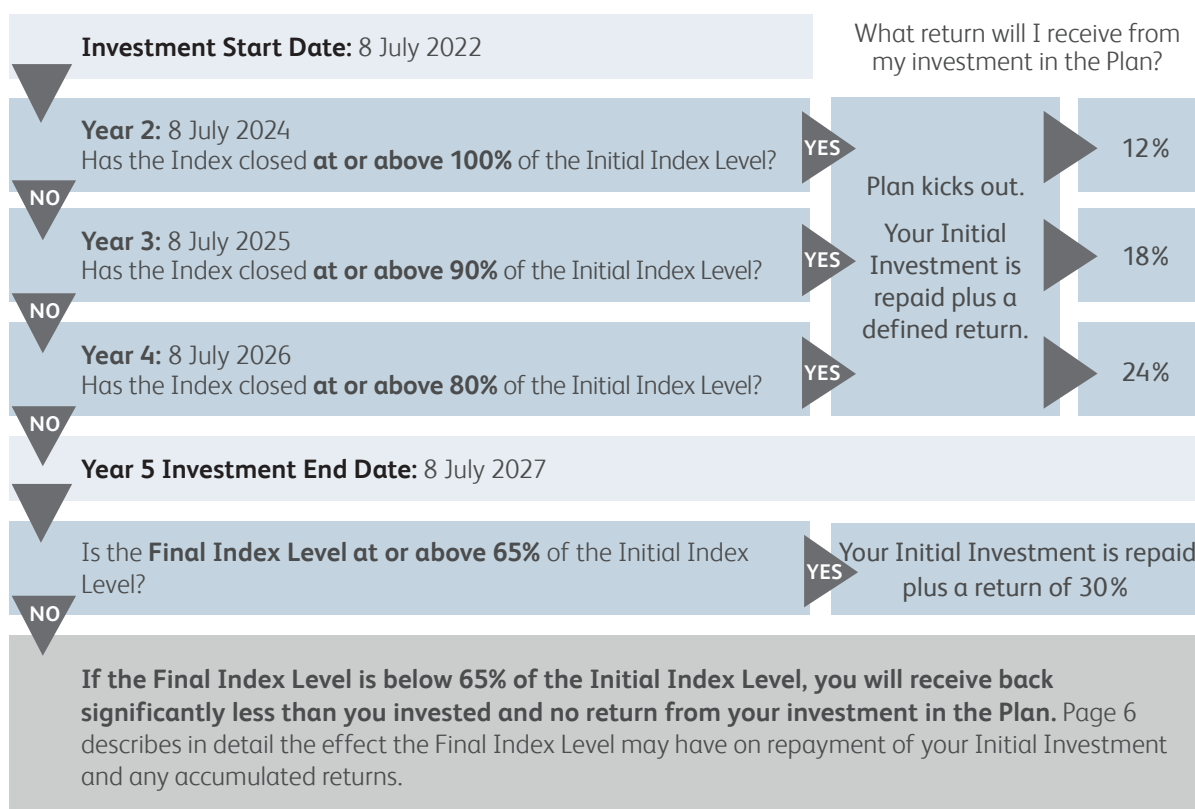 Investment Start Date: 8 July 2022
What return will I receive from
my investment in the Plan?
Year 2: 8 July 2024
Has the Index closed at or above 100% of the Initial Index Level?
YES
12%
NO
Plan kicks out.
Your Initial
Investment is
repaid plus a
defined return.
Year 3: 8 July 2025
Has the Index closed at or above 90% of the Initial Index Level?
YES
18%
NO
Year 4: 8 July 2026
Has the Index closed at or above 80% of the Initial Index Level?
YES
24%
NO
Year 5 Investment End Date: 8 July 2027
Is the Final Index Level at or above 65% of the Initial Index
Level?
YES
Your Initial Investment is repaid
plus a return of 30%
NO
If the Final Index Level is below 65% of the Initial Index Level, you will receive back
significantly less than you invested and no return from your investment in the Plan. Page 6
describes in detail the effect the Final Index Level may have on repayment of your Initial Investment
and any accumulated returns.